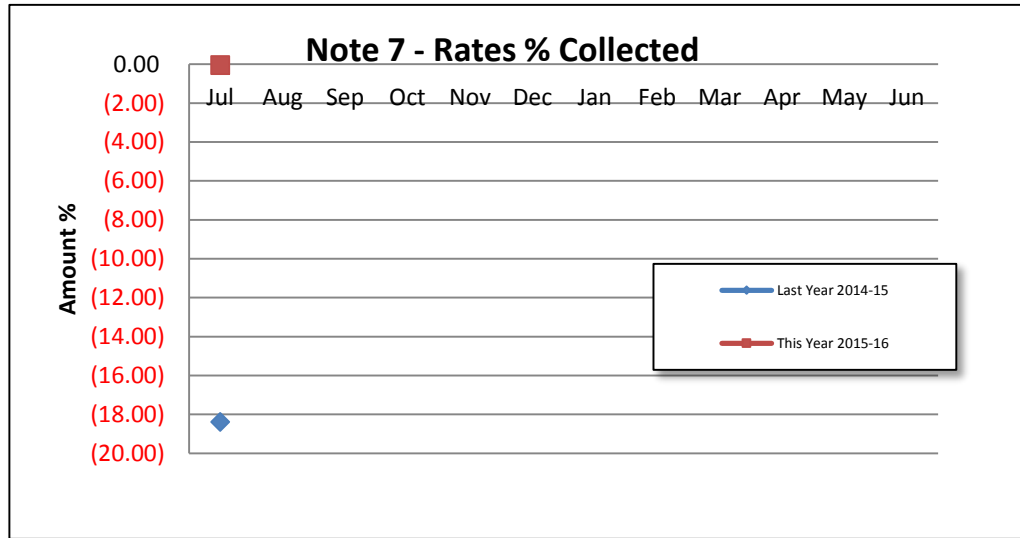 Note 7 - Rates % Collected
0.00
Jul Aug Sep Oct Nov Dec Jan Feb Mar Apr May Jun
(2.00)
(4.00)
(6.00)
(8.00)
(10.00)
(12.00)
(14.00)
(16.00)
(18.00)
(20.00)
Amount %
Last Year 2014-15
This Year 2015-16